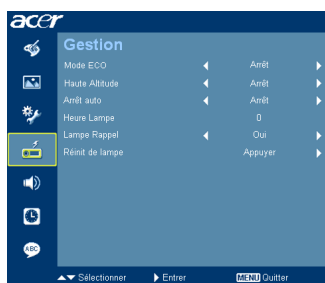 acer
Gestion
Mode ECO Arrêt
Haute Altitude Arrêt
Arrêt auto Arrêt
Heure Lampe 0
Lampe Rappel Oui
Réinit de lampe Appuyer
ABC
Sélectionner Entrer MENU Quitter